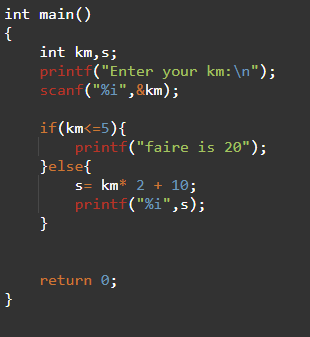 int main()
{
    int km,s;
    printf("Enter your km:\n");
    scanf("%i",&km);

    if(km<=5){
        printf("faire is 20");
    }else{
        s= km* 2 + 10;
        printf("%i",s);
    }


    return 0;
}